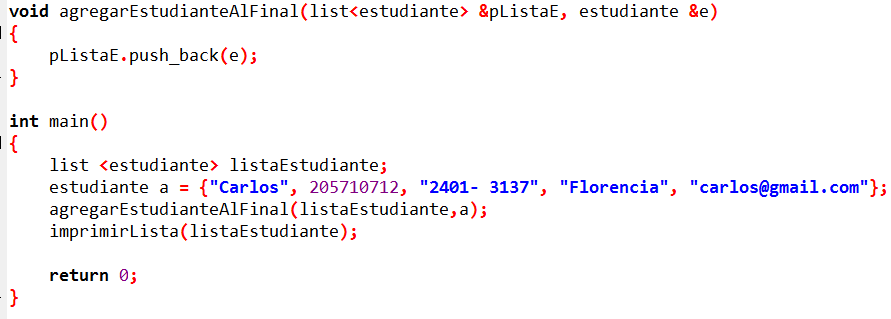 void agregarEstudianteAlFinal(list<estudiante> &pListaE, estudiante &e)
{
    pListaE.push_back(e);
}

int main()
{
    list <estudiante> listaEstudiante;
    estudiante a = {"Carlos", 205710712, "2401- 3137", "Florencia", "carlos@gmail.com"};
    agregarEstudianteAlFinal(listaEstudiante,a);
    imprimirLista(listaEstudiante);

    return 0;
}